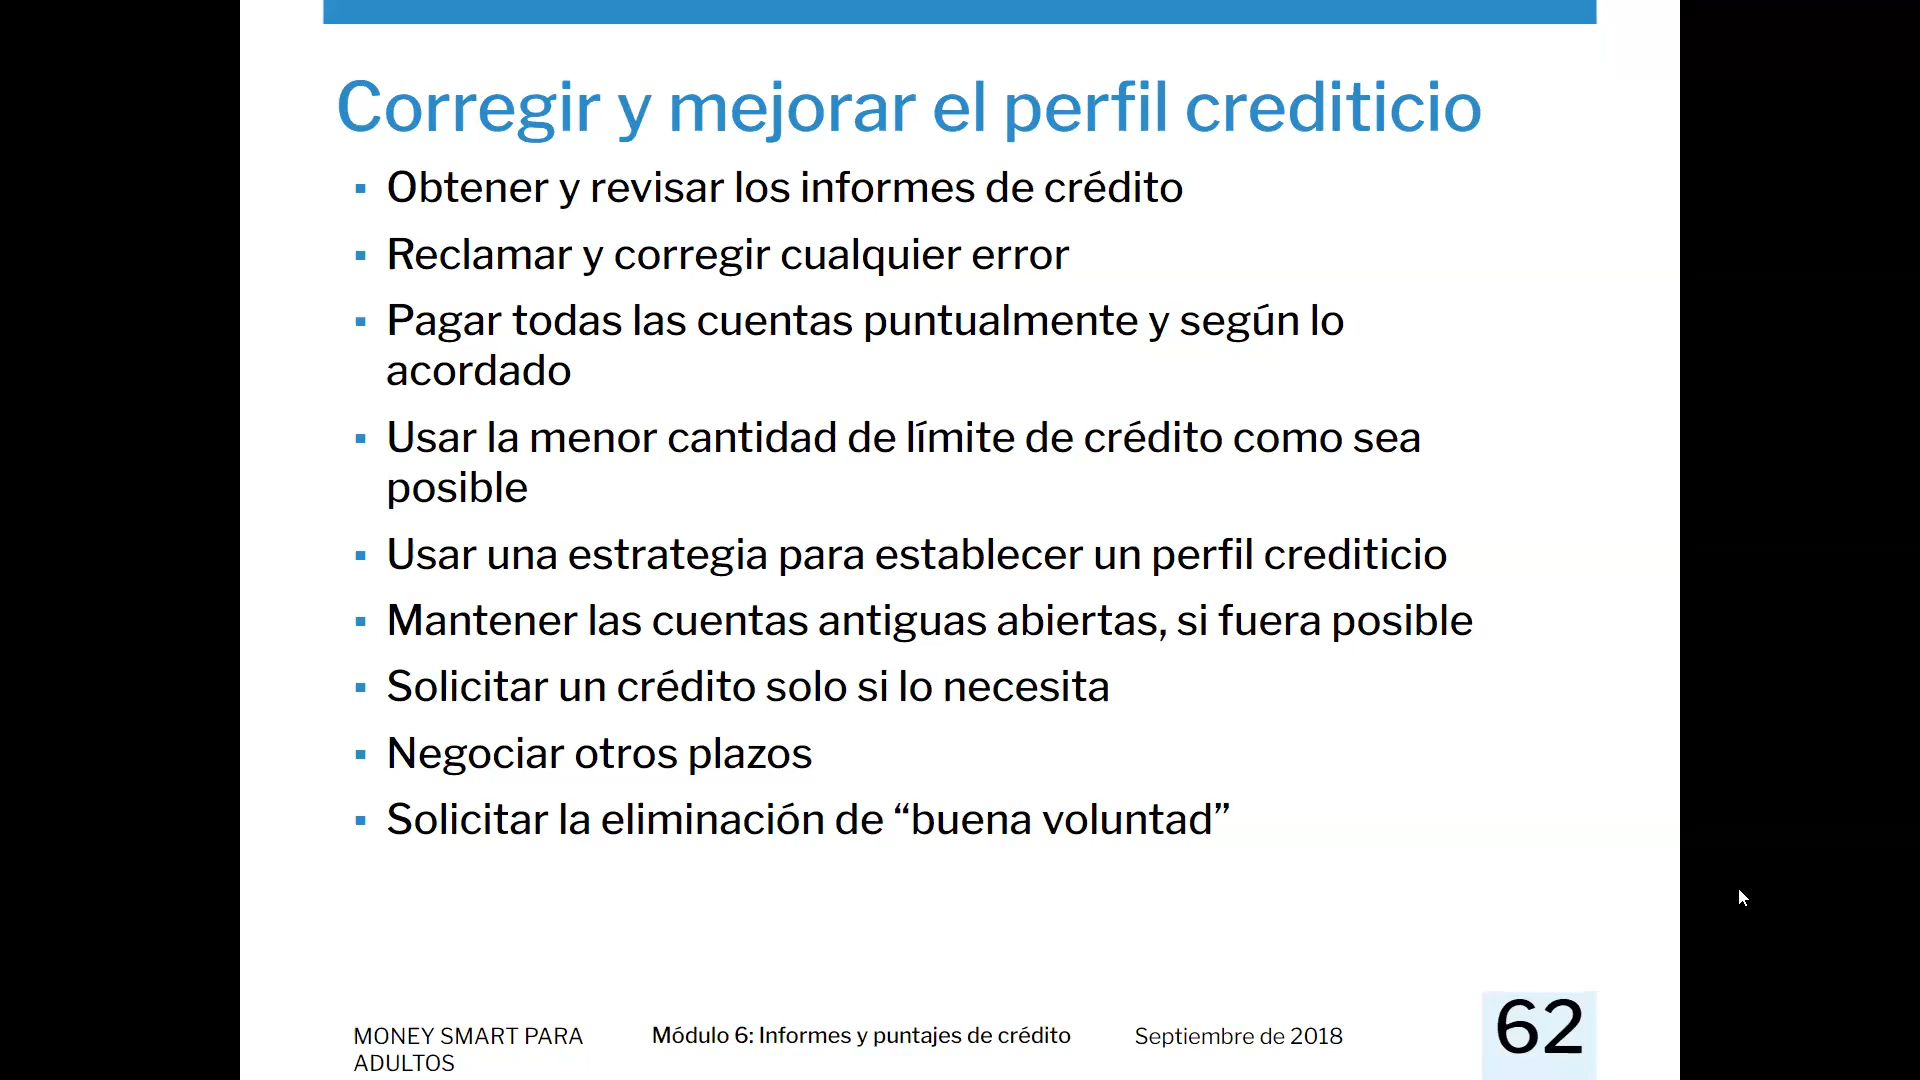 Corregir y mejorar el perfil crediticio
▪ Obtener y revisar los informes de crédito
▪ Reclamar y corregir cualquier error
▪ Pagar todas las cuentas puntualmente y según lo
acordado
▪ Usar la menor cantidad de límite de crédito como sea
posible
▪ Usar una estrategia para establecer un perfil crediticio
▪ Mantener las cuentas antiguas abiertas, si fuera posible
▪ Solicitar un crédito solo si lo necesita
▪ Negociar otros plazos
▪ Solicitar la eliminación de “buena voluntad”
MONEY SMART PARA
ADULTOS
Módulo 6: Informes y puntajes de crédito
Septiembre de 2018
62